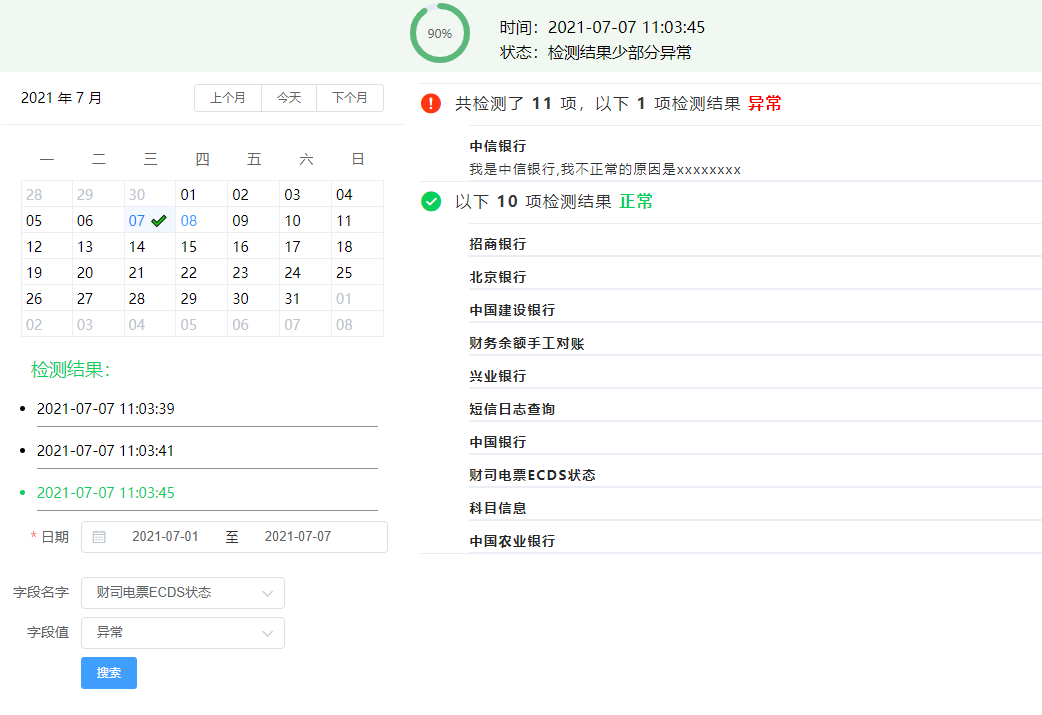 90%
时间：2021-07-07 11:03:45
状态：检测结果少部分异常
2021 年 7 月
上个月 今天 下个月
一 二 三 四 五 六 日
28 29 30 01 02 03 04
05 06 07 08 09 10 11
12 13 14 15 16 17 18
19 20 21 22 23 24 25
26 27 28 29 30 31 01
02 03 04 05 06 07 08
检测结果：
2021-07-07 11:03:39
2021-07-07 11:03:41
2021-07-07 11:03:45
* 日期 2021-07-01 至 2021-07-07
字段名字 财司电票ECDS状态
字段值 异常
搜索
共检测了 11 项，以下 1 项检测结果 异常
中信银行
我是中信银行,我不正常的原因是xxxxxxxx
以下 10 项检测结果 正常
招商银行
北京银行
中国建设银行
财务余额手工对账
兴业银行
短信日志查询
中国银行
财司电票ECDS状态
科目信息
中国农业银行